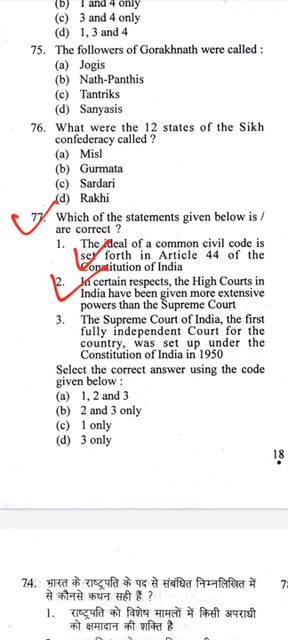 (b) 1 and 4 only
(c) 3 and 4 only
(d) 1, 3 and 4
75. The followers of Gorakhnath were called :
(a) Jogis
(b) Nath-Panthis
(c) Tantriks
(d) Sanyasis
76. What were the 12 states of the Sikh
confederacy called ?
(a) Misl
(b) Gurmata
(c) Sardari
(d) Rakhi
77. Which of the statements given below is /
are correct ?
1. The ideal of a common civil code is
set forth in Article 44 of the
Constitution of India
2. In certain respects, the High Courts in
India have been given more extensive
powers than the Supreme Court
3. The Supreme Court of India, the first
fully independent Court for the
country, was set up under the
Constitution of India in 1950
Select the correct answer using the code
given below :
(a) 1, 2 and 3
(b) 2 and 3 only
(c) 1 only
(d) 3 only
18
74. भारत के राष्ट्रपति के पद से संबंधित निम्नलिखित में
से कौनसे कथन सही हैं ?
1. राष्ट्रपति को विशेष मामलों में किसी अपराधी
को क्षमादान की शक्ति है